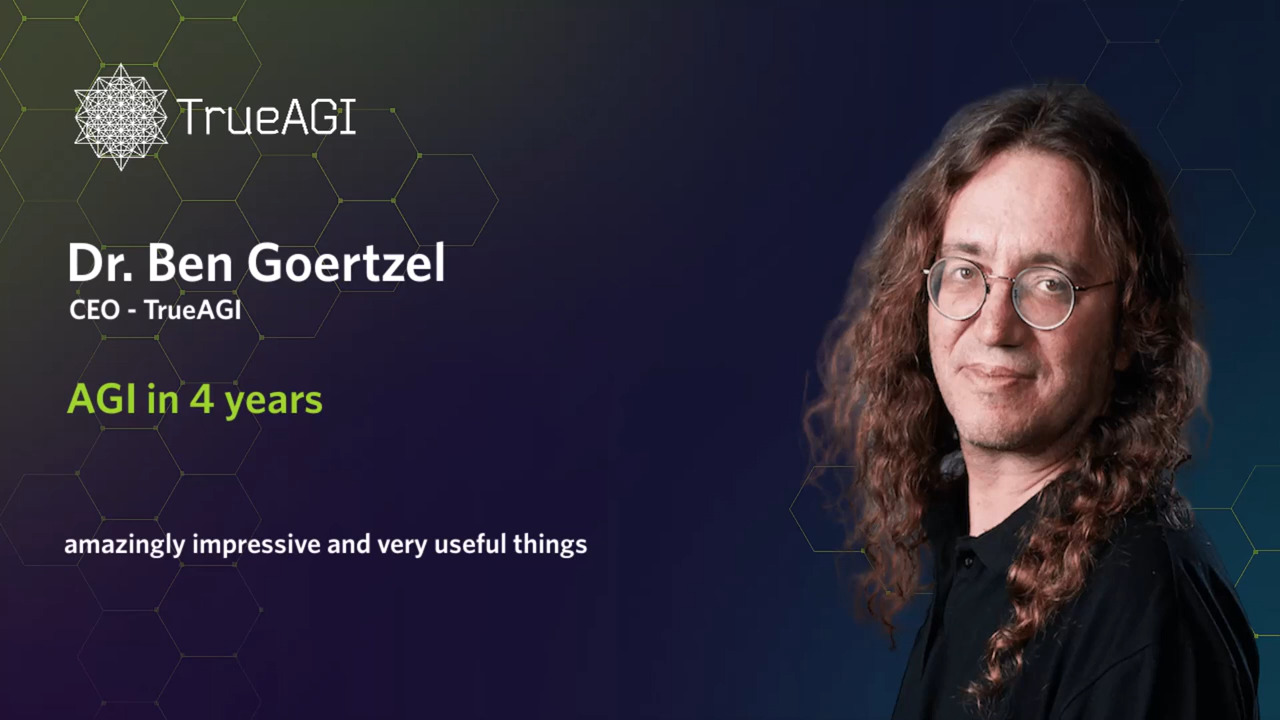 TrueAGI
Dr. Ben Goertzel
CEO - TrueAGI
AGI in 4 years
amazingly impressive and very useful things